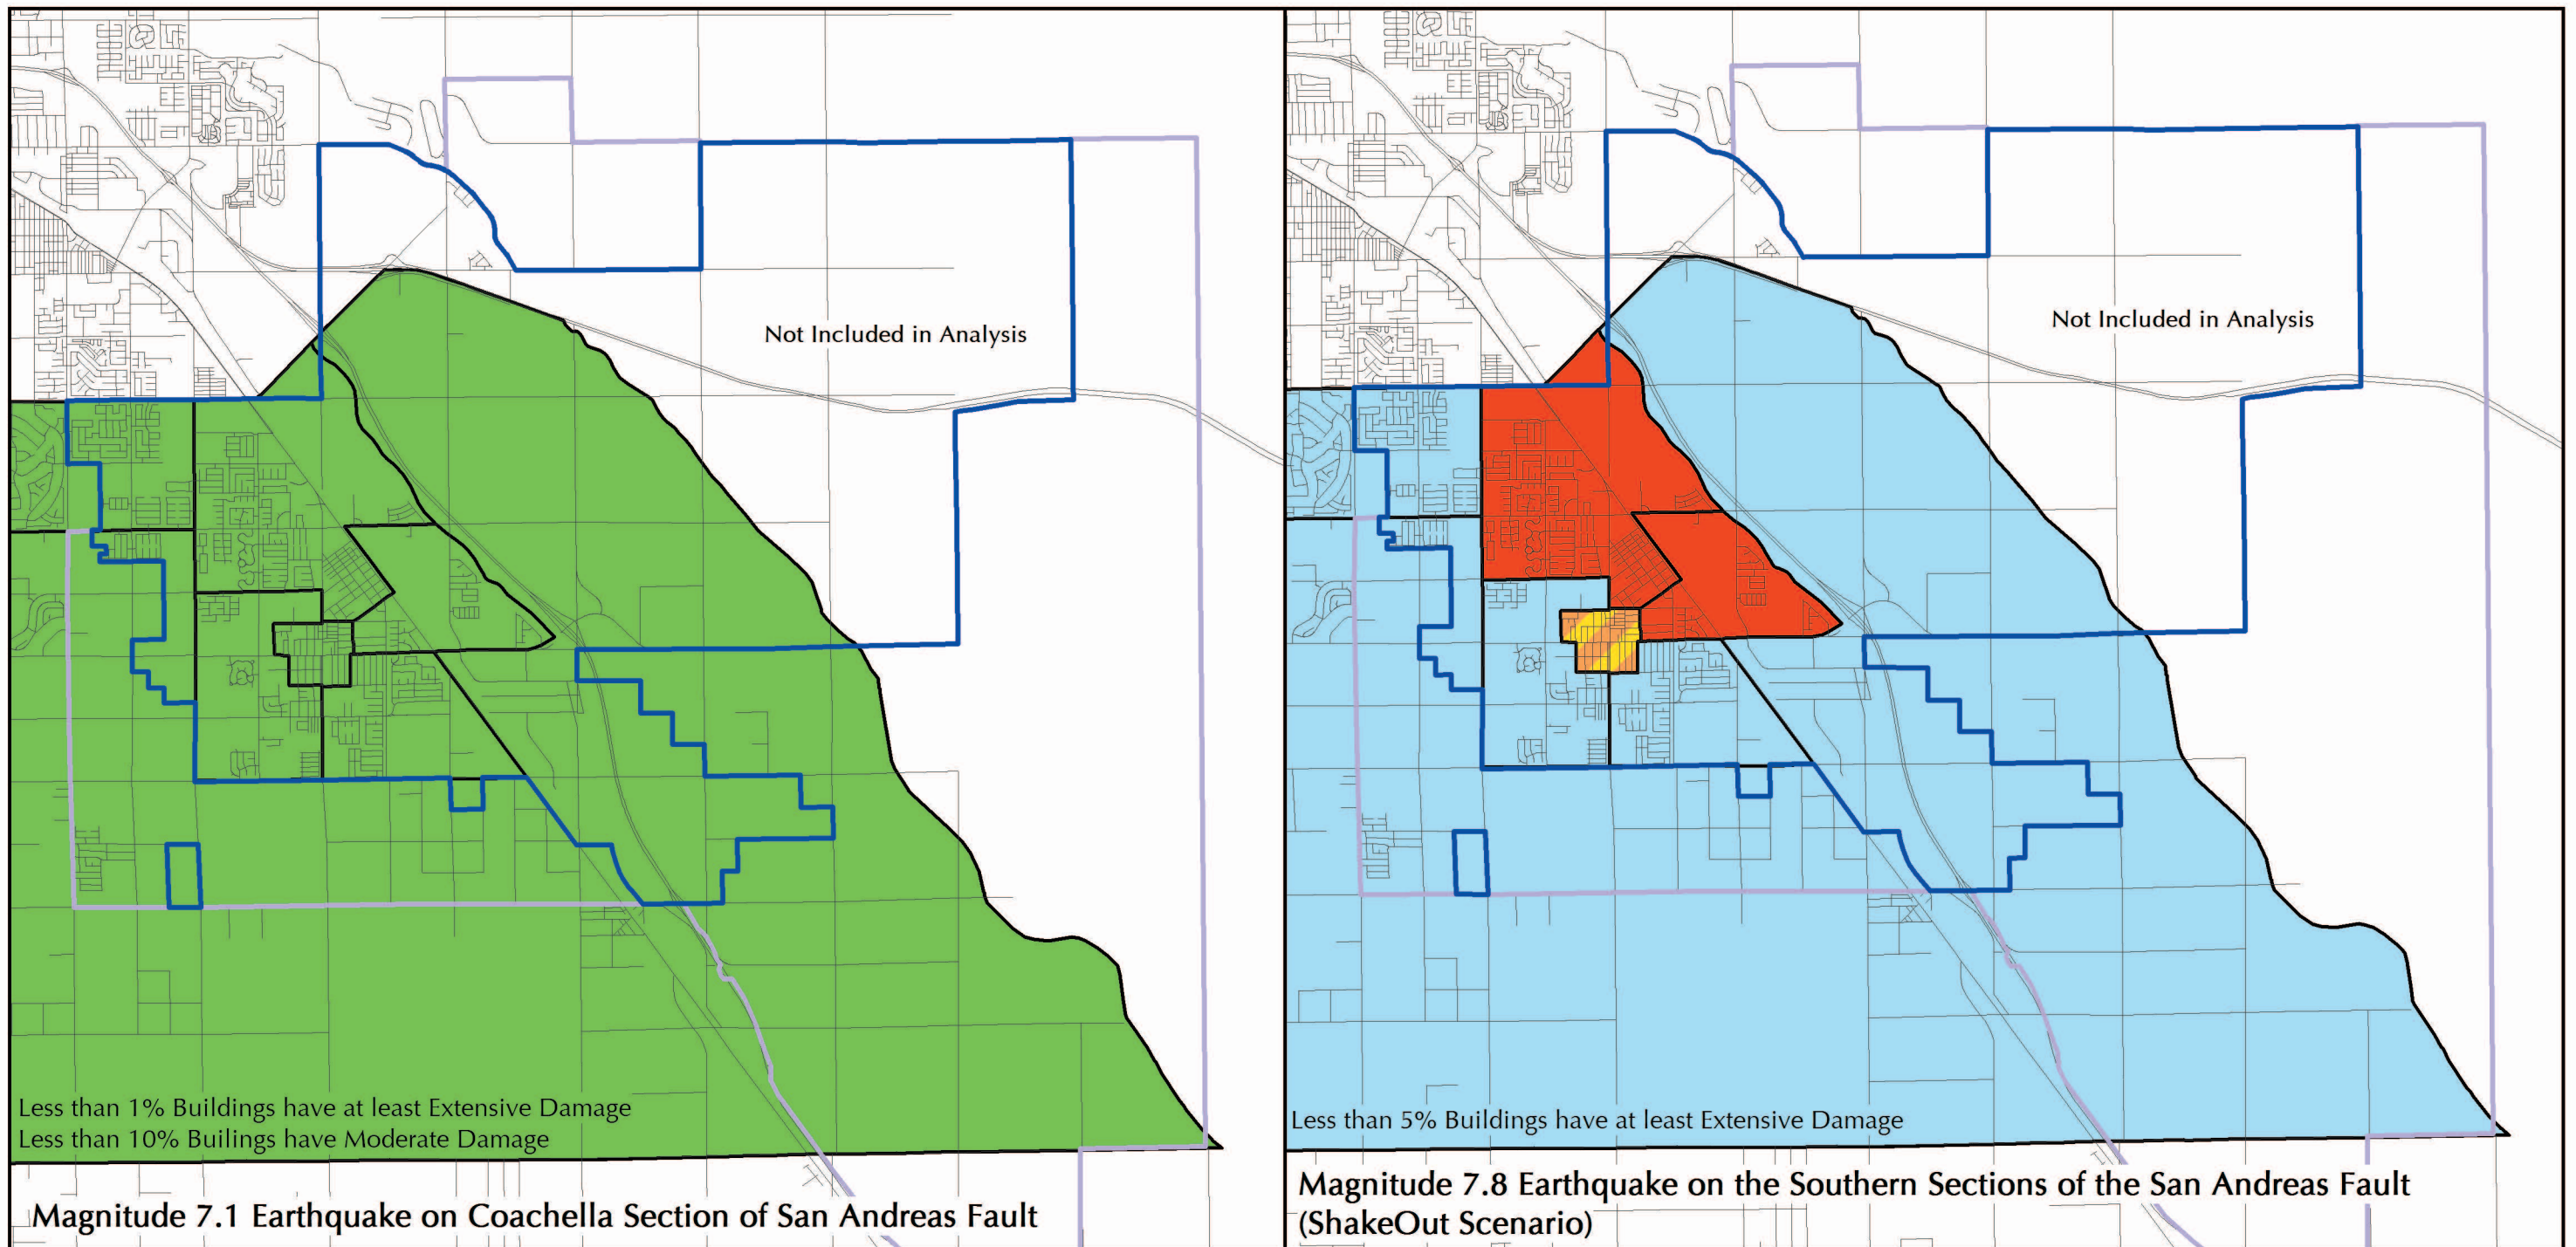 Not Included in Analysis
Less than 1% Buildings have at least Extensive Damage
Less than 10% Builings have Moderate Damage
Magnitude 7.1 Earthquake on Coachella Section of San Andreas Fault
Not Included in Analysis
Less than 5% Buildings have at least Extensive Damage
Magnitude 7.8 Earthquake on the Southern Sections of the San Andreas Fault
(ShakeOut Scenario)